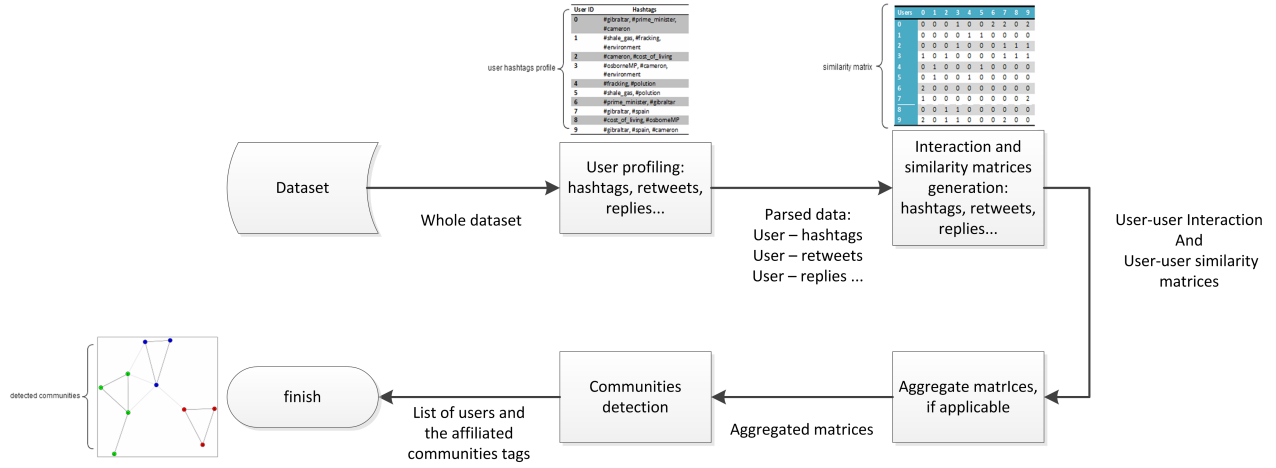 User ID Hashtags
0 #gibraltar, #prime_minister,
#cameron
1 #shale_gas, #fracking,
#environment
2 #cameron, #cost_of_living
3 #osborneMP, #cameron,
#environment
4 #fracking, #polution
5 #shale_gas, #polution
6 #prime_minister, #gibraltar
7 #gibraltar, #spain
8 #cost_of_living, #osborneMP
9 #gibraltar, #spain, #cameron
user hashtags profile
Users 0 1 2 3 4 5 6 7 8 9
0 0 0 0 1 0 0 2 2 0 2
1 0 0 0 0 1 1 0 0 0 0
2 0 0 0 1 0 0 0 1 1 1
3 1 0 1 0 0 0 0 1 1 1
4 0 1 0 0 0 1 0 0 0 0
5 0 1 0 0 1 0 0 0 0 0
6 2 0 0 0 0 0 0 0 0 0
7 1 0 0 0 0 0 0 0 0 2
8 0 0 1 1 0 0 0 0 0 0
9 2 0 1 1 0 0 0 2 0 0
similarity matrix
Dataset
Whole dataset
User profiling:
hashtags, retweets,
replies...
Parsed data:
User – hashtags
User – retweets
User – replies ...
Interaction and
similarity matrices
generation:
hashtags, retweets,
replies...
User-user Interaction
And
User-user similarity
matrices
Aggregate matrIces,
if applicable
Aggregated matrices
Communities
detection
List of users and
the affiliated
communities tags
finish
detected communities